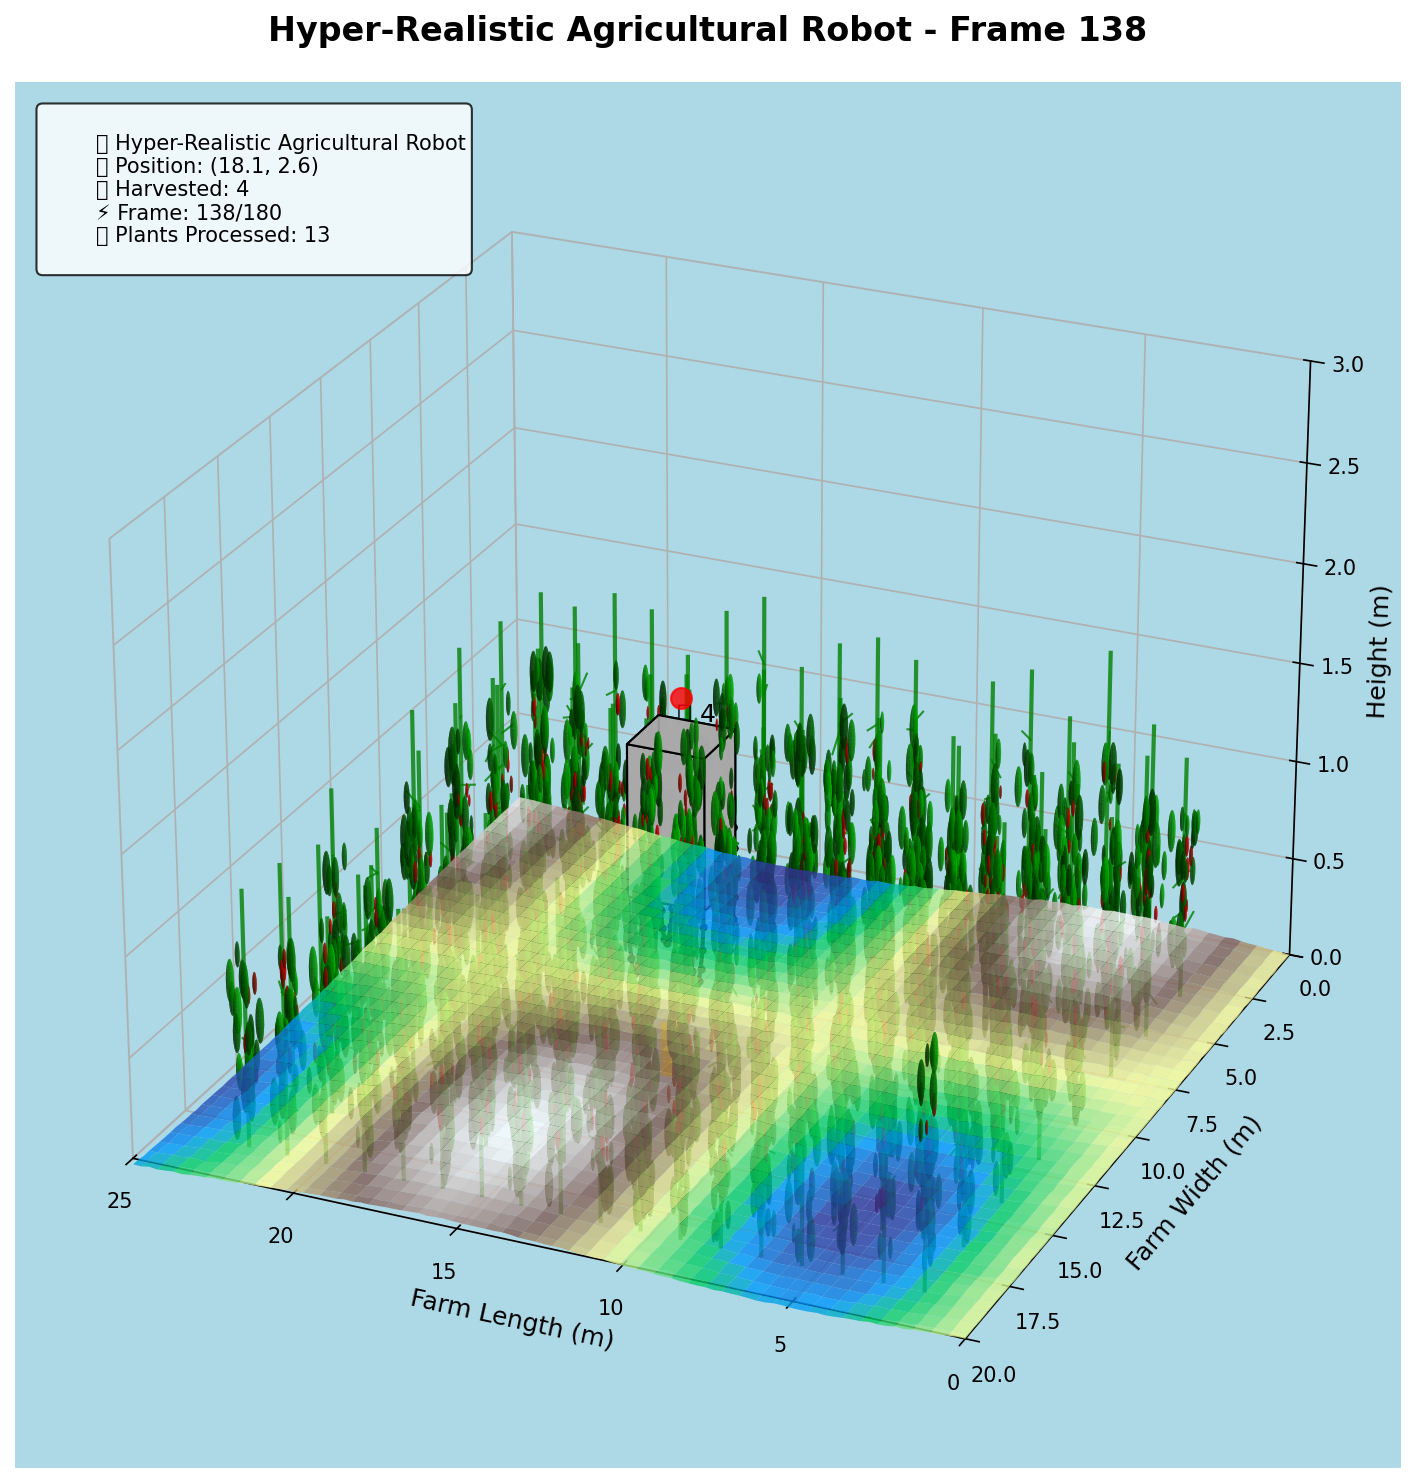 Hyper-Realistic Agricultural Robot - Frame 138
▯ Hyper-Realistic Agricultural Robot
▯ Position: (18.1, 2.6)
▯ Harvested: 4
⚡ Frame: 138/180
▯ Plants Processed: 13
3.0
2.5
2.0
1.5
1.0
0.5
0.0
Height (m)
4
0.0
2.5
5.0
7.5
10.0
12.5
15.0
17.5
20.0
Farm Width (m)
25
20
15
10
5
0
Farm Length (m)